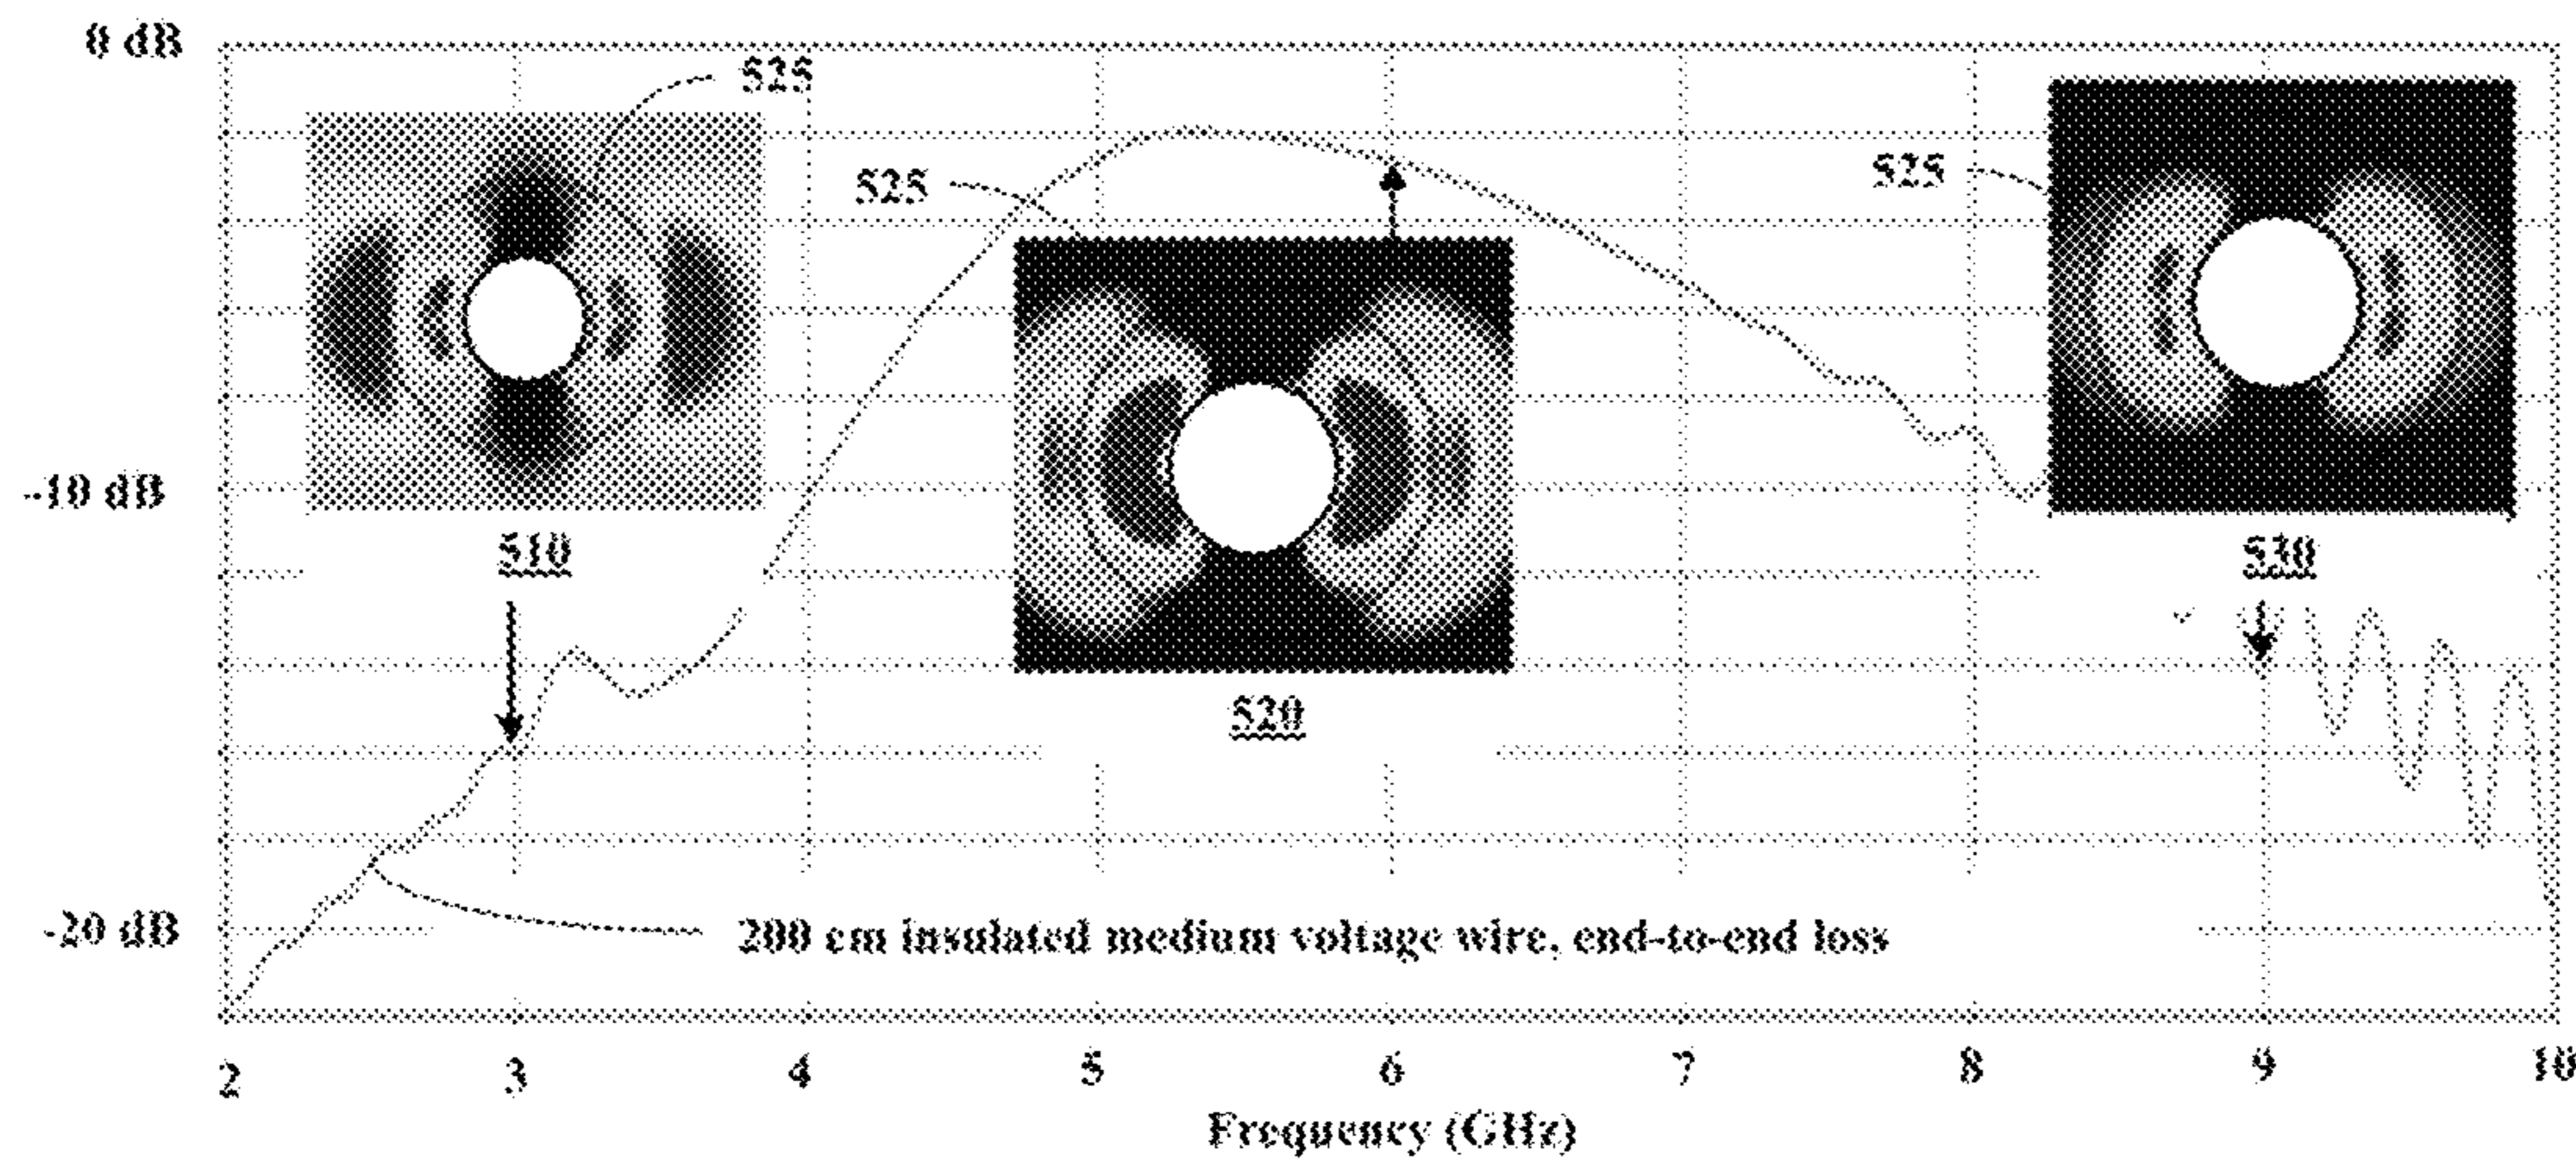 0 dB
525
525
525
-10 dB
510
530
520
-20 dB
200 cm insulated medium voltage wire, end-to-end loss
2 3 4 5 6 7 8 9 10
Frequency (GHz)